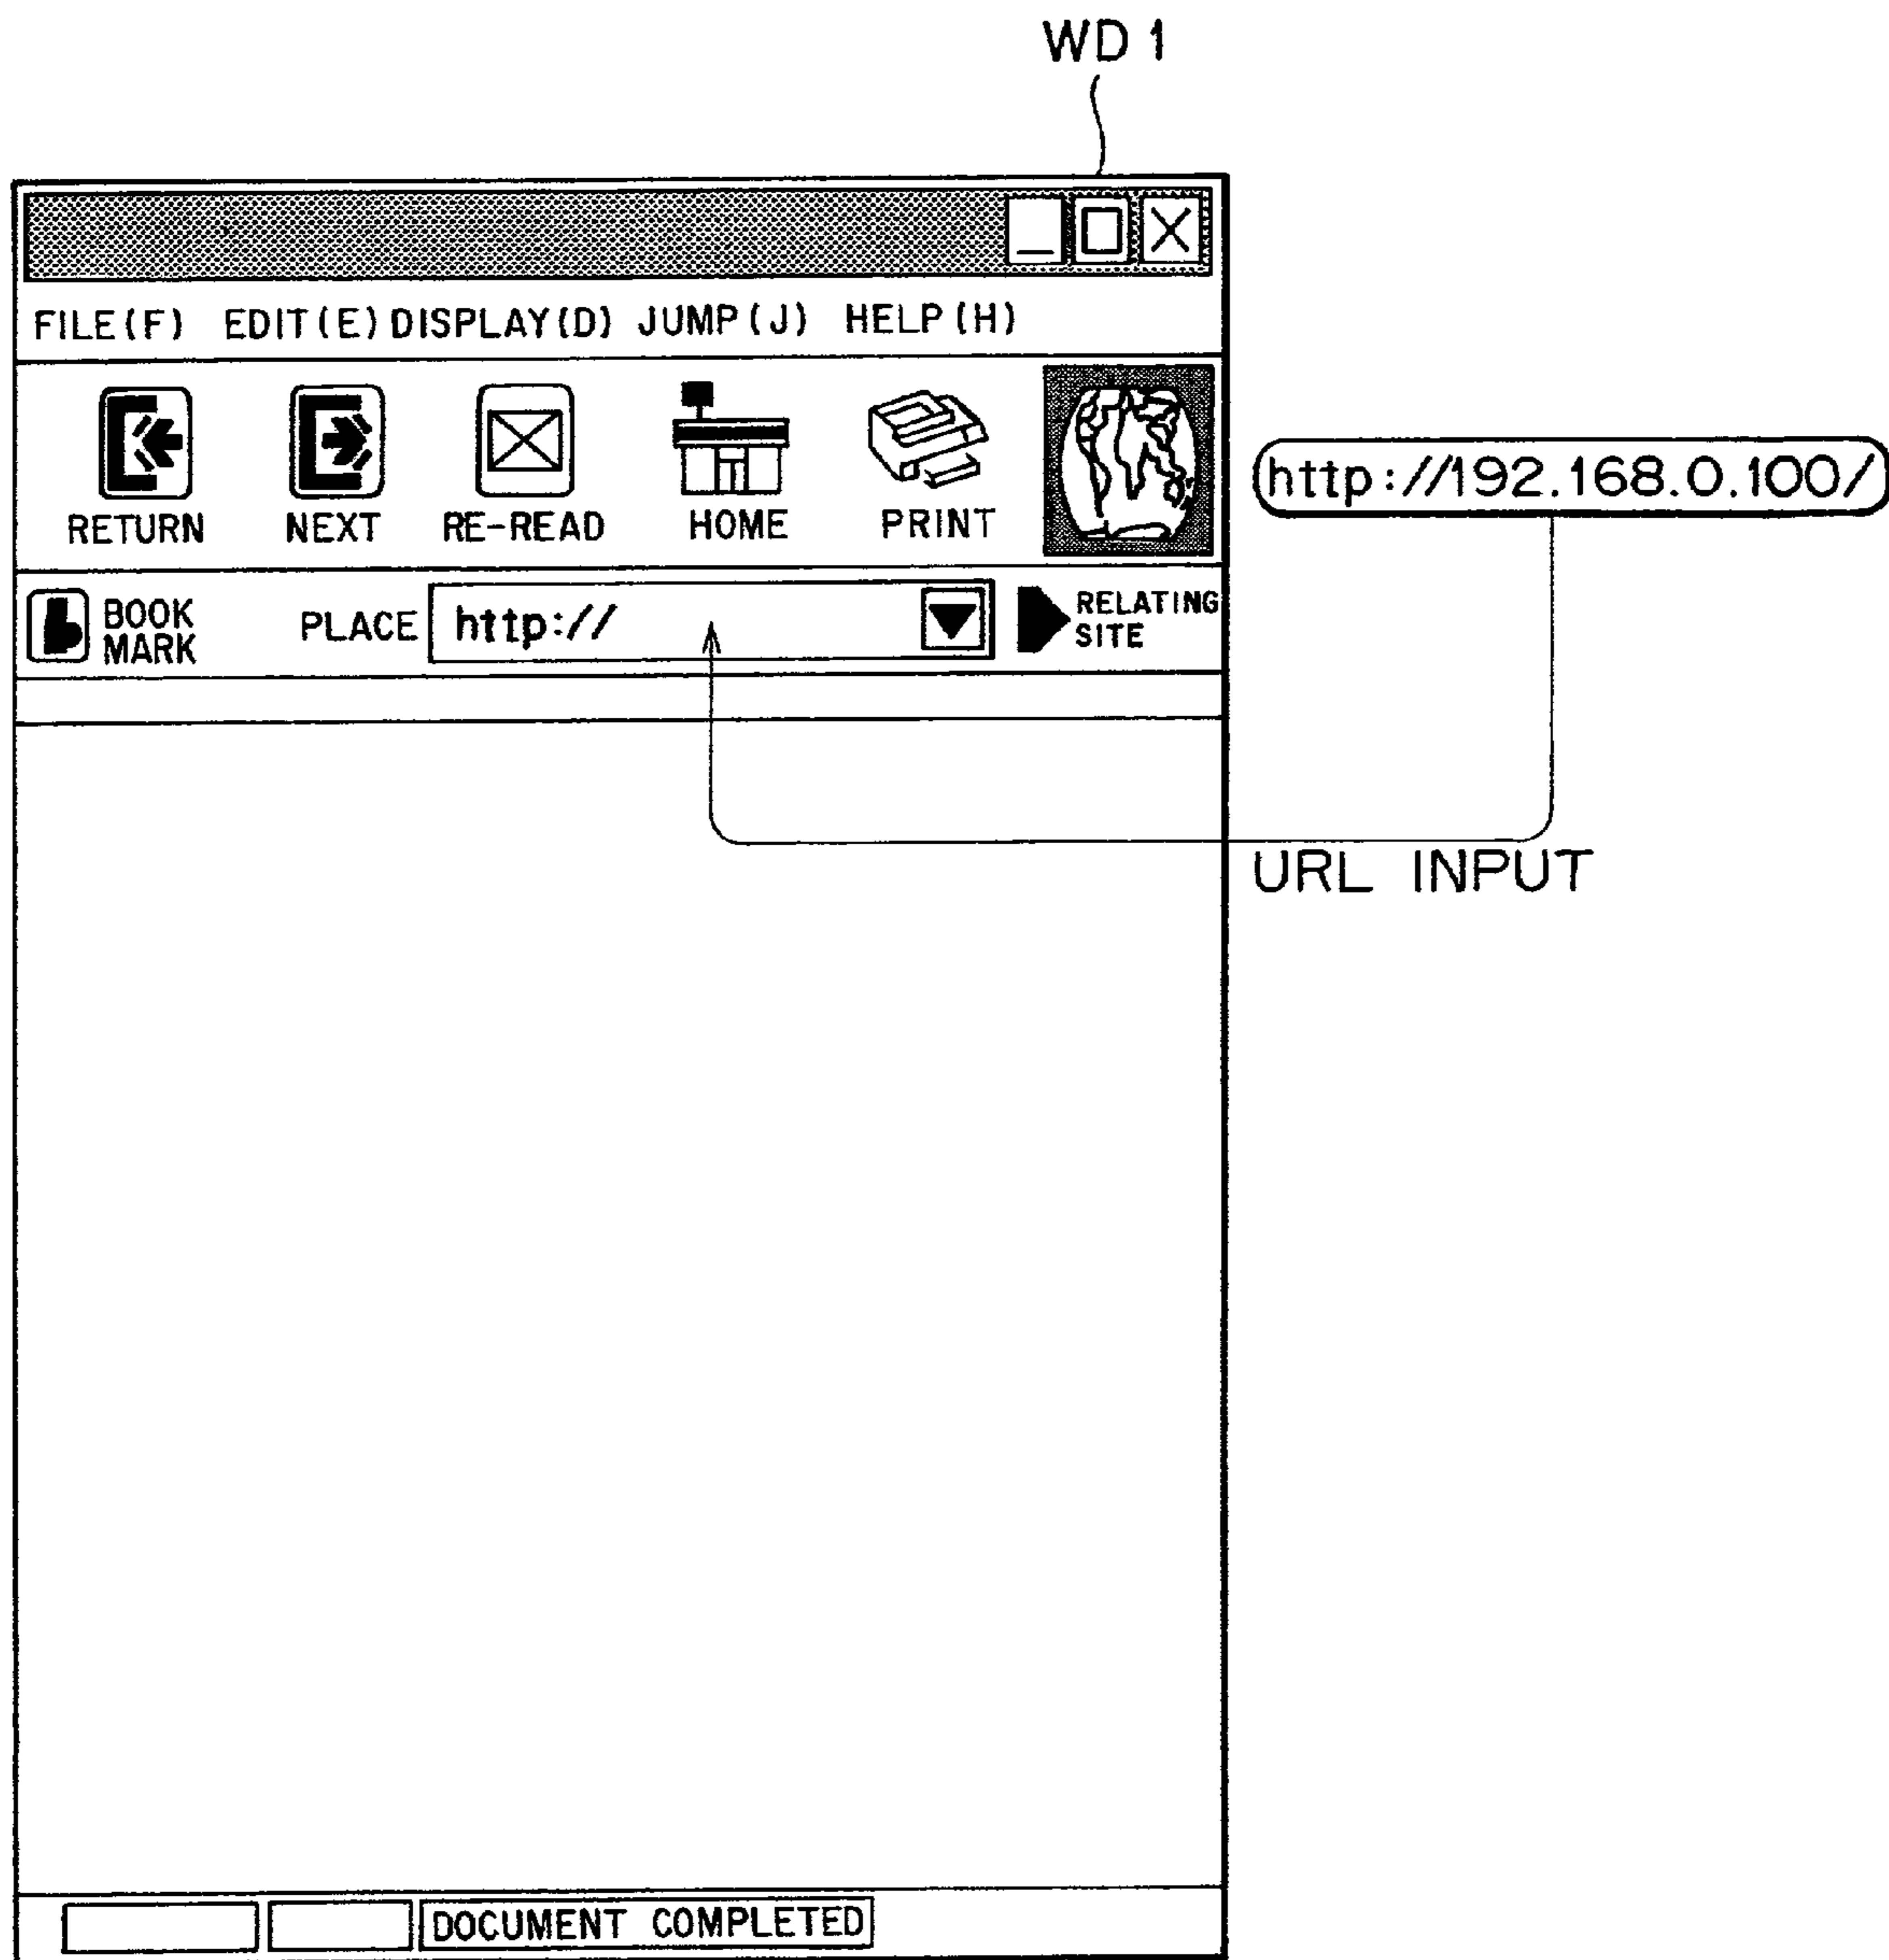 WD 1
FILE(F) EDIT(E) DISPLAY(D) JUMP(J) HELP(H)
RETURN NEXT RE-READ HOME PRINT
http://192.168.0.100/
BOOK
MARK
PLACE http://
RELATING
SITE
URL INPUT
DOCUMENT COMPLETED